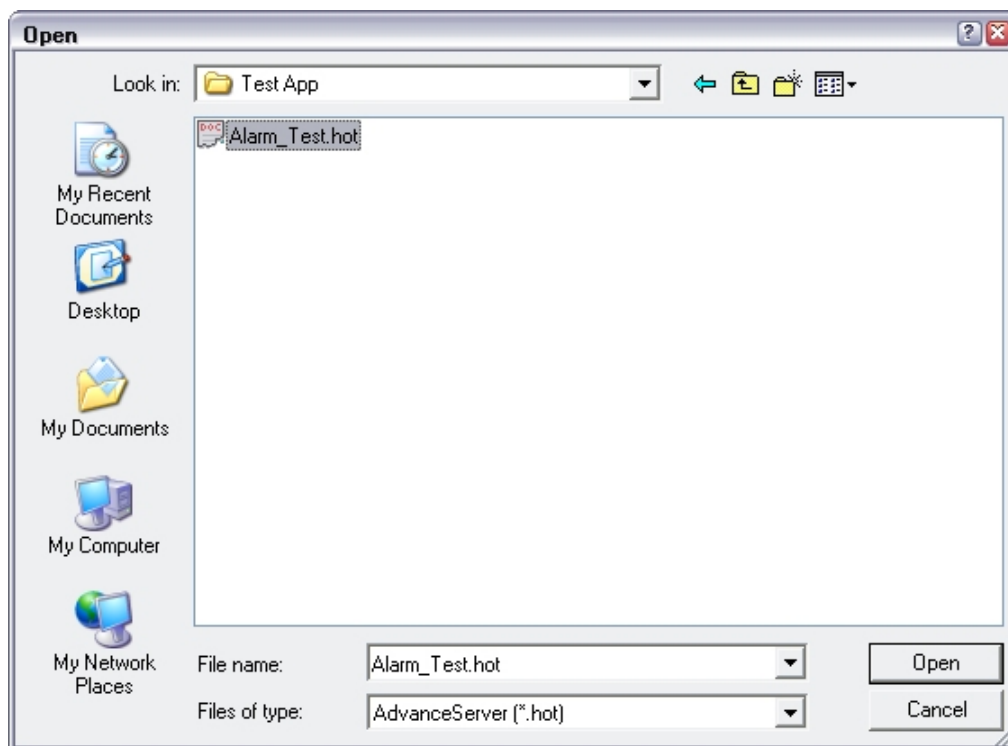 Open
Look in:
Test App
DOC
Alarm_Test.hot
My Recent
Documents
Desktop
My Documents
My Computer
My Network
Places
File name:
Alarm_Test.hot
Open
Files of type:
AdvanceServer (*.hot)
Cancel